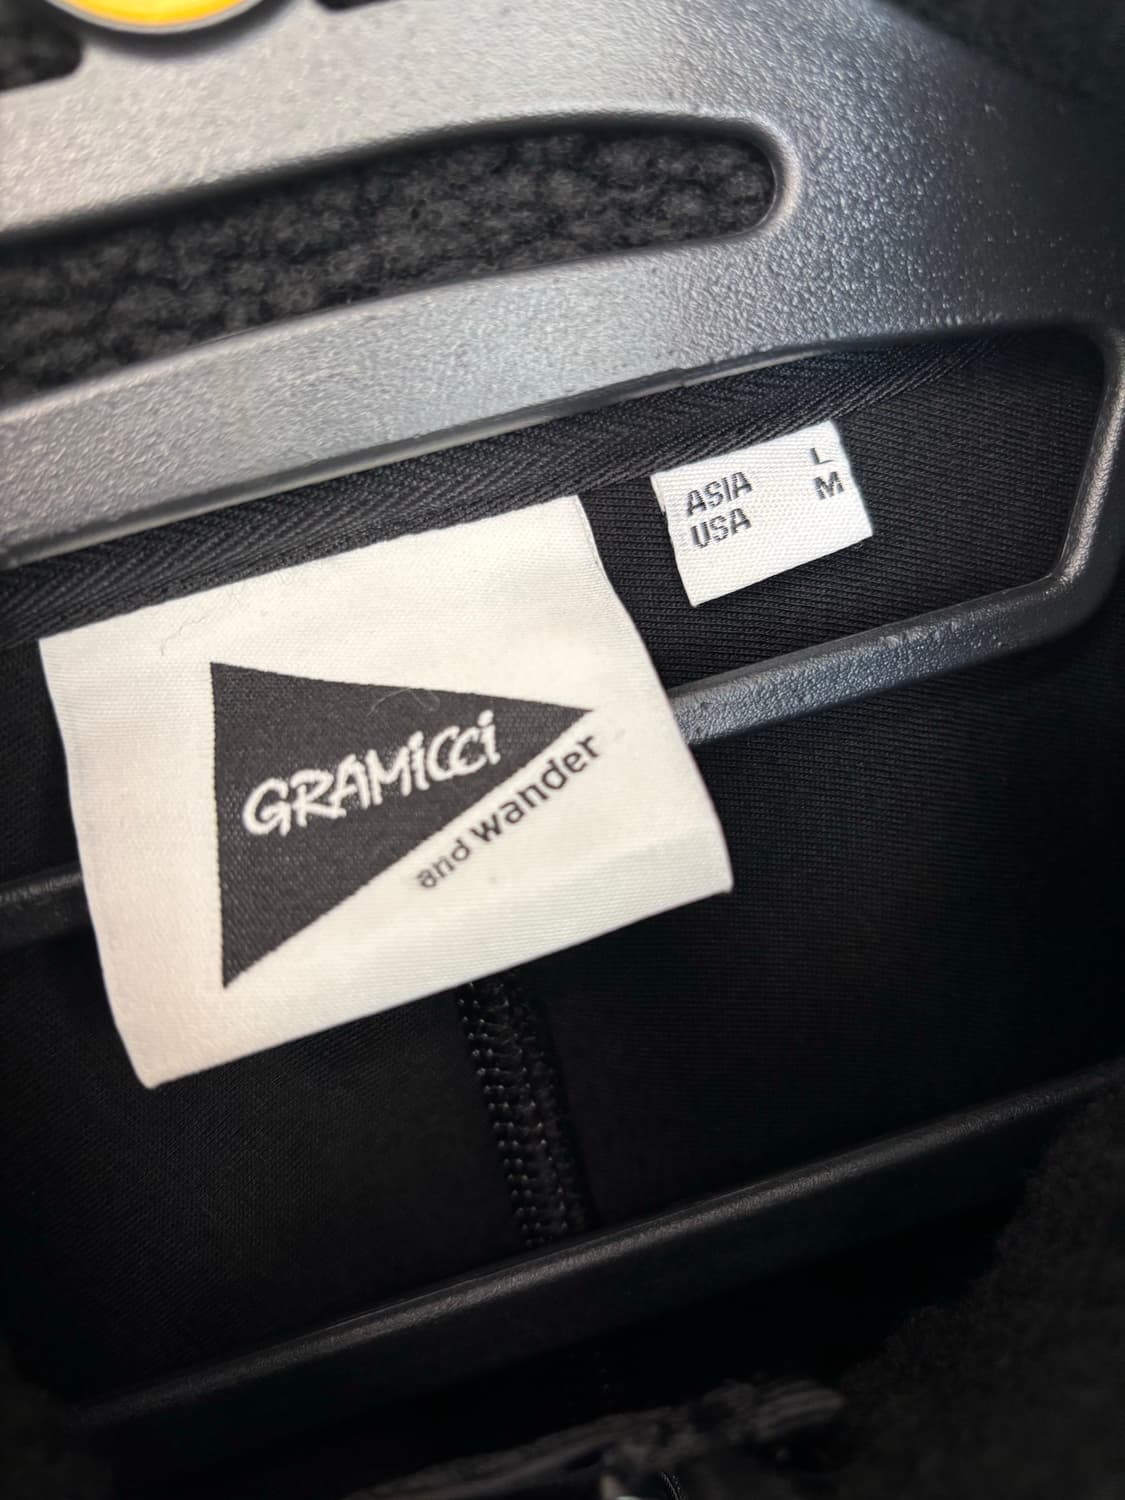 ASIA L
USA M
GRAMICCI
and wander